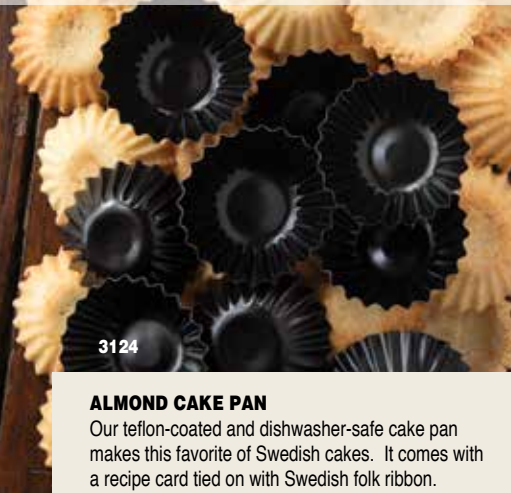 3124
ALMOND CAKE PAN
Our teflon-coated and dishwasher-safe cake pan
makes this favorite of Swedish cakes.  It comes with
a recipe card tied on with Swedish folk ribbon.